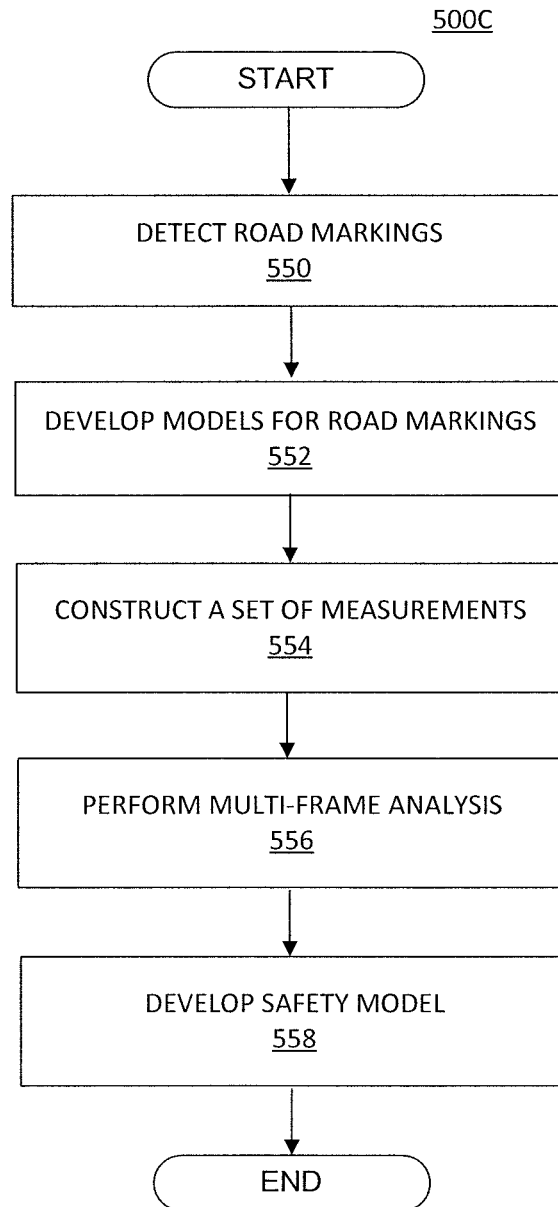 500C
START
DETECT ROAD MARKINGS
550
DEVELOP MODELS FOR ROAD MARKINGS
552
CONSTRUCT A SET OF MEASUREMENTS
554
PERFORM MULTI-FRAME ANALYSIS
556
DEVELOP SAFETY MODEL
558
END